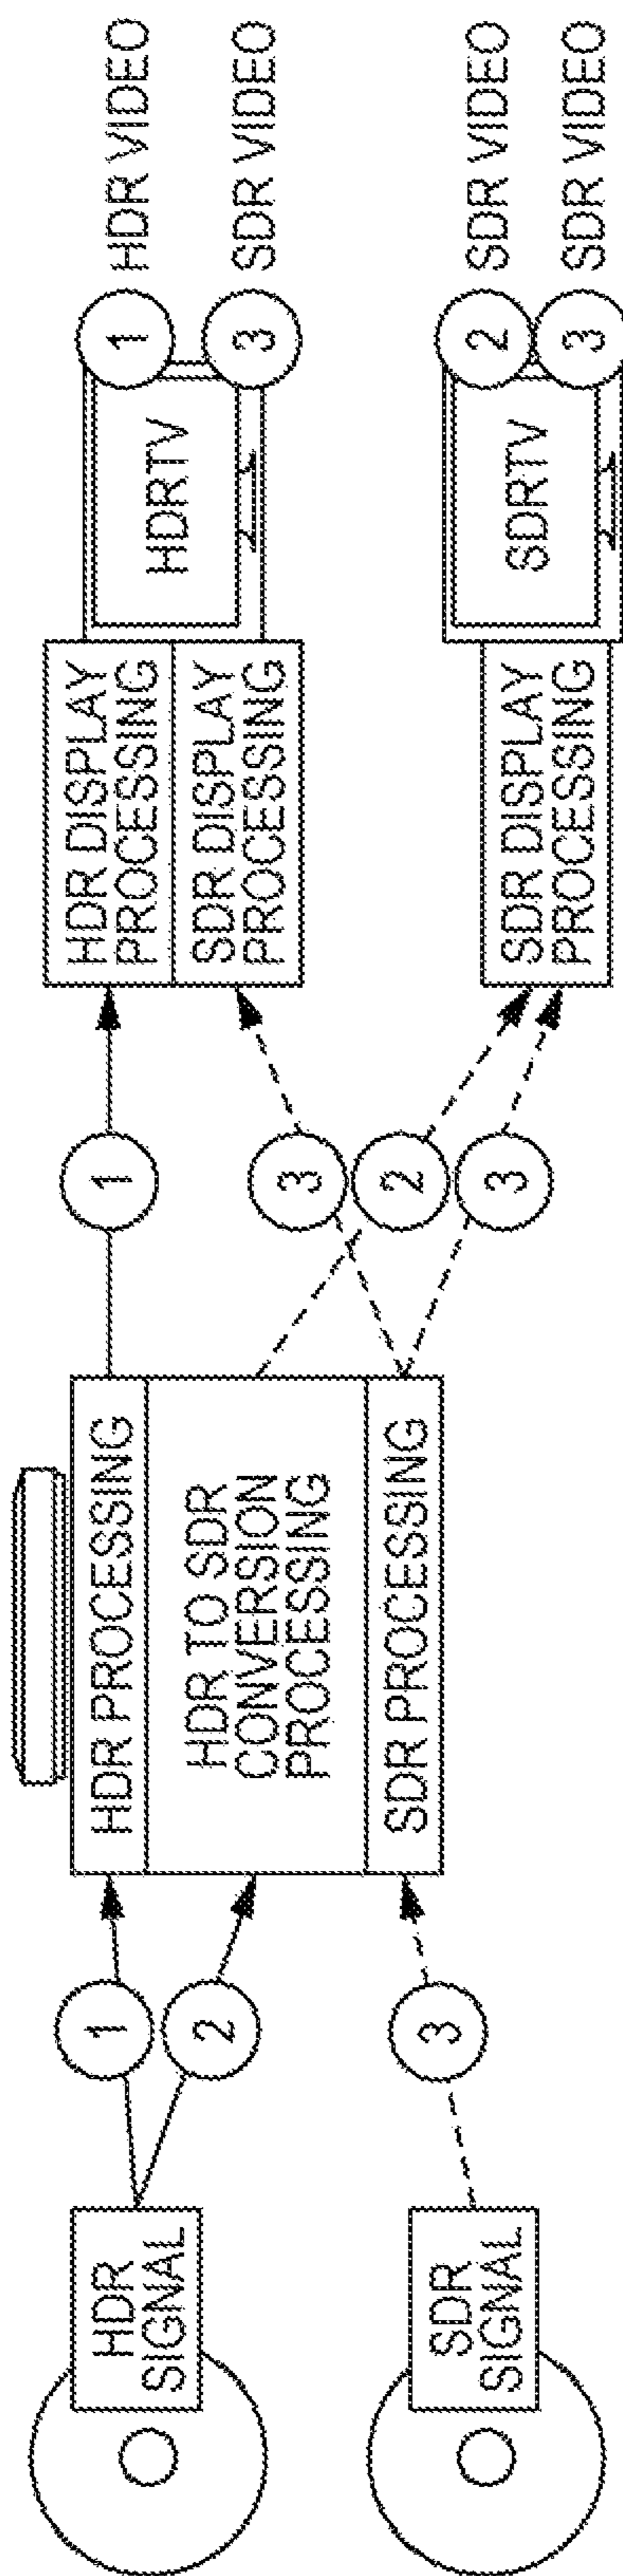 HDR
SIGNAL
1
2
HDR PROCESSING
HDR TO SDR
CONVERSION
PROCESSING
SDR PROCESSING
1
HDR DISPLAY
PROCESSING
SDR DISPLAY
PROCESSING
HDRTV
1
HDR VIDEO
3
SDR VIDEO
SDR
SIGNAL
3
3
2
3
SDR DISPLAY
PROCESSING
SDRTV
2
SDR VIDEO
3
SDR VIDEO